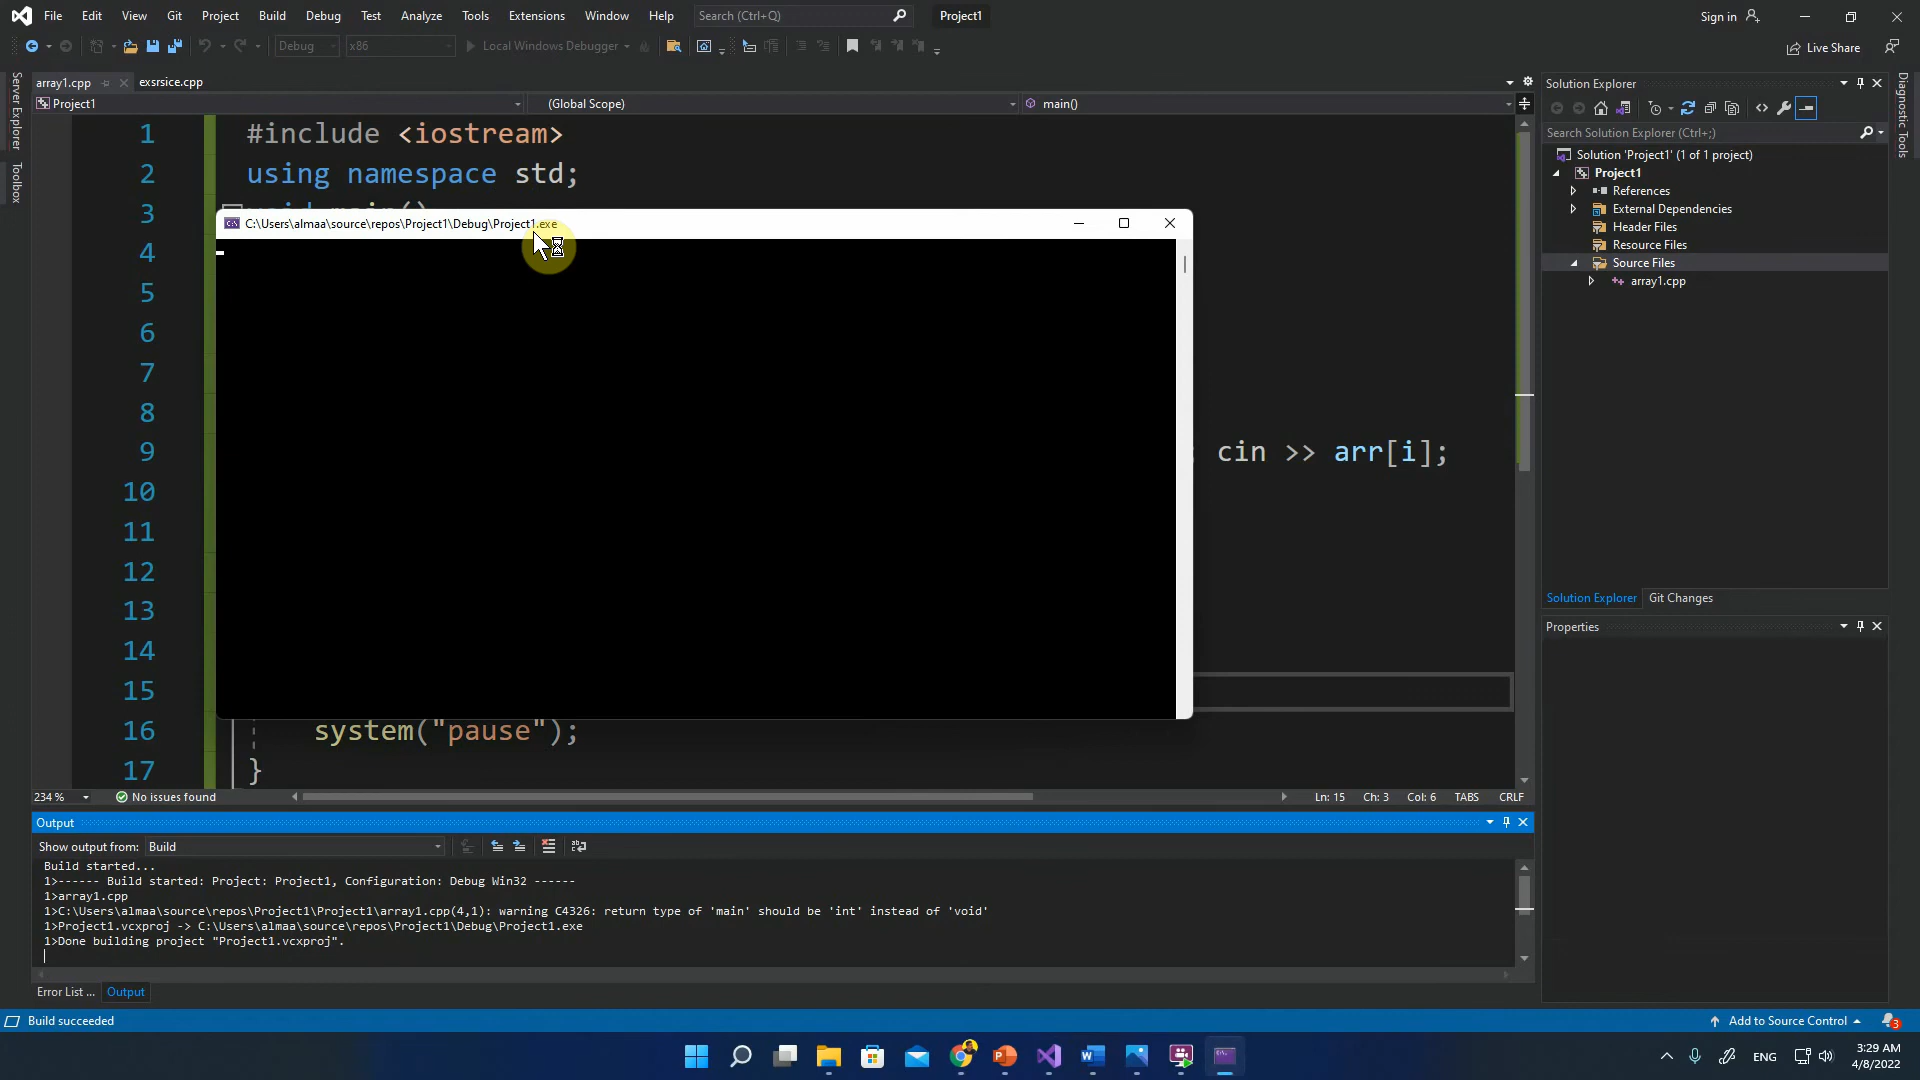 File Edit View Git Project Build Debug Test Analyze Tools Extensions Window Help Search (Ctrl+Q) Project1 Sign in
Debug x86 Local Windows Debugger Live Share
array1.cpp exsrsice.cpp
Project1 (Global Scope) main()
Server Explorer
Toolbox
1 #include <iostream>
2 using namespace std;
3 void main()
4
5
6
7
8
9 cin >> arr[i];
10
11
12
13
14
15
16 system("pause");
17 }
C:\Users\almaa\source\repos\Project1\Debug\Project1.exe
234 % No issues found Ln: 15 Ch: 3 Col: 6 TABS CRLF
Output
Show output from: Build
Build started...
1>------ Build started: Project: Project1, Configuration: Debug Win32 ------
1>array1.cpp
1>C:\Users\almaa\source\repos\Project1\Project1\array1.cpp(4,1): warning C4326: return type of 'main' should be 'int' instead of 'void'
1>Project1.vcxproj -> C:\Users\almaa\source\repos\Project1\Debug\Project1.exe
1>Done building project "Project1.vcxproj".
Error List ... Output
Solution Explorer
Search Solution Explorer (Ctrl+;)
Solution 'Project1' (1 of 1 project)
Project1
References
External Dependencies
Header Files
Resource Files
Source Files
array1.cpp
Solution Explorer Git Changes
Properties
Diagnostic Tools
Build succeeded Add to Source Control 3
ENG 3:29 AM
4/8/2022